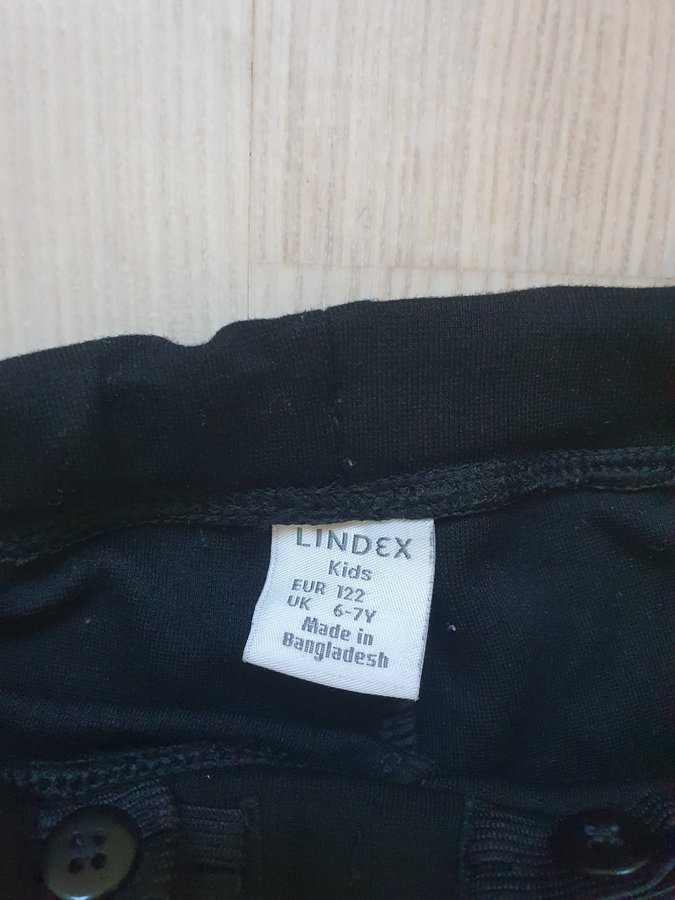 LINDEX
Kids
EUR 122
UK 6-7Y
Made in
Bangladesh